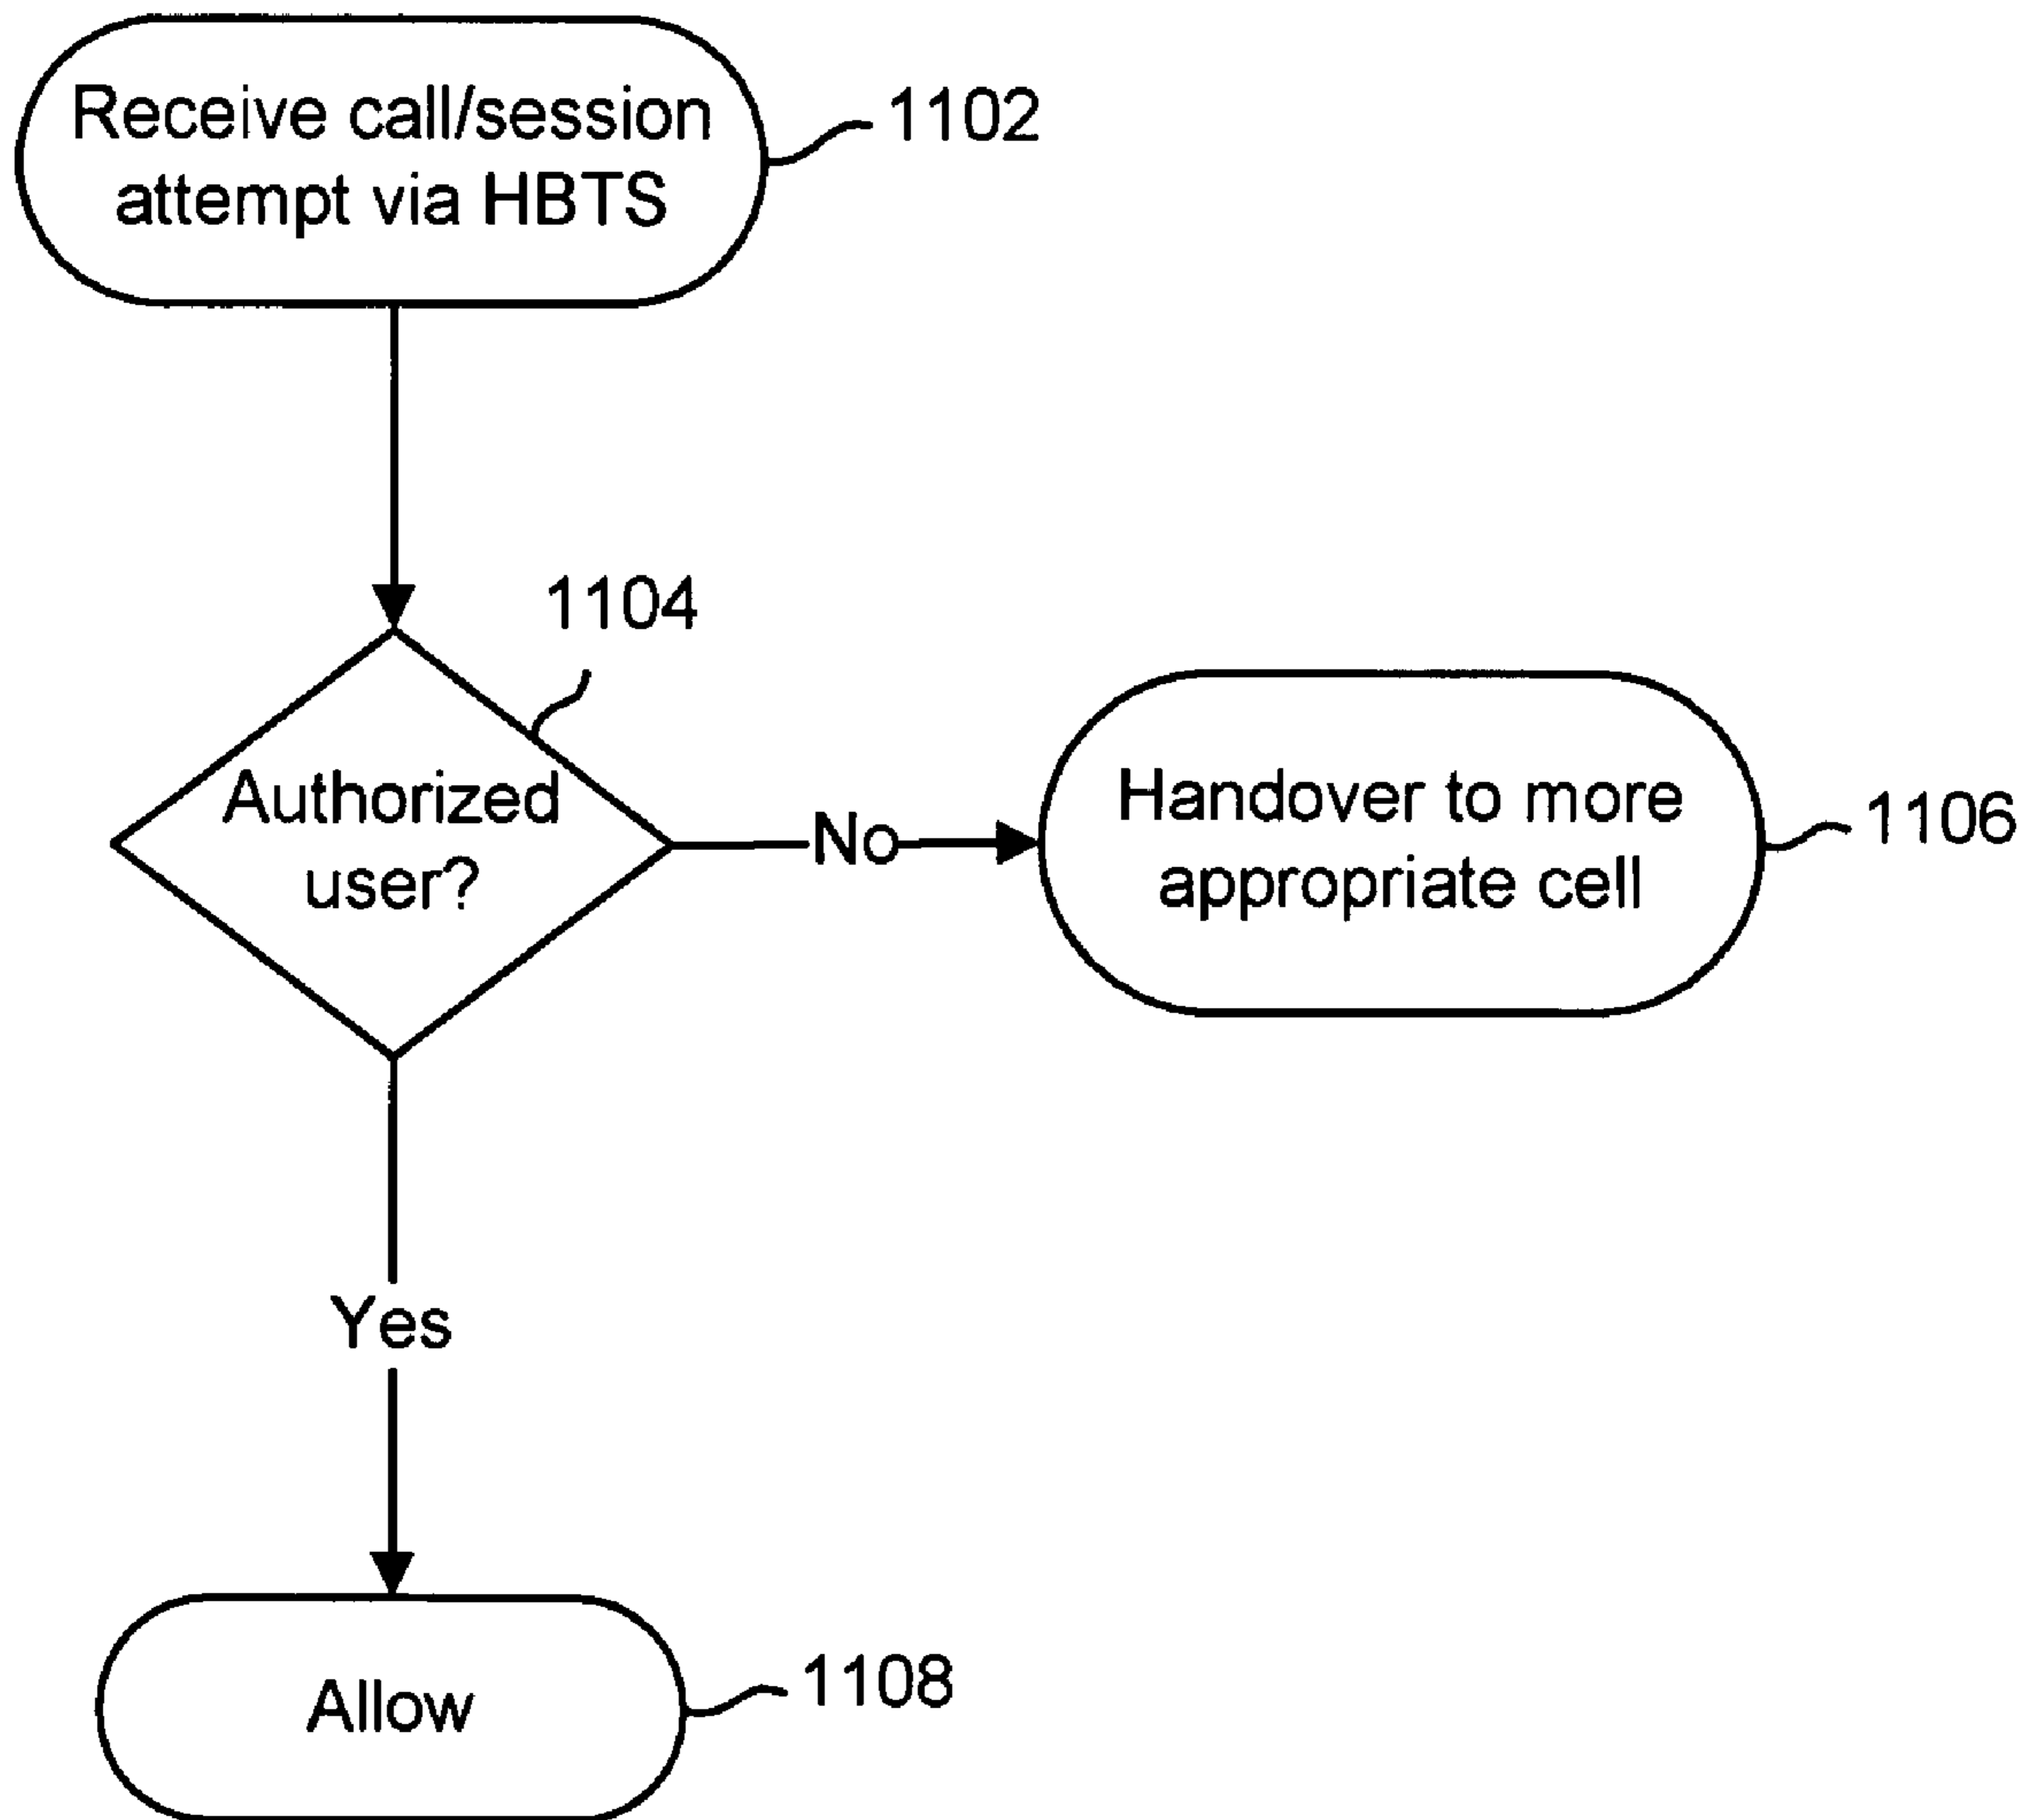 Receive call/session
attempt via HBTS
1102
1104
Authorized
user?
No
Handover to more
appropriate cell
1106
Yes
Allow
1108